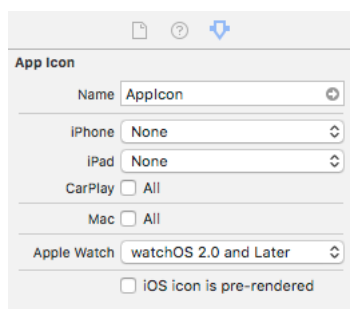 App Icon
Name AppIcon
iPhone None
iPad None
CarPlay All
Mac All
Apple Watch watchOS 2.0 and Later
iOS icon is pre-rendered